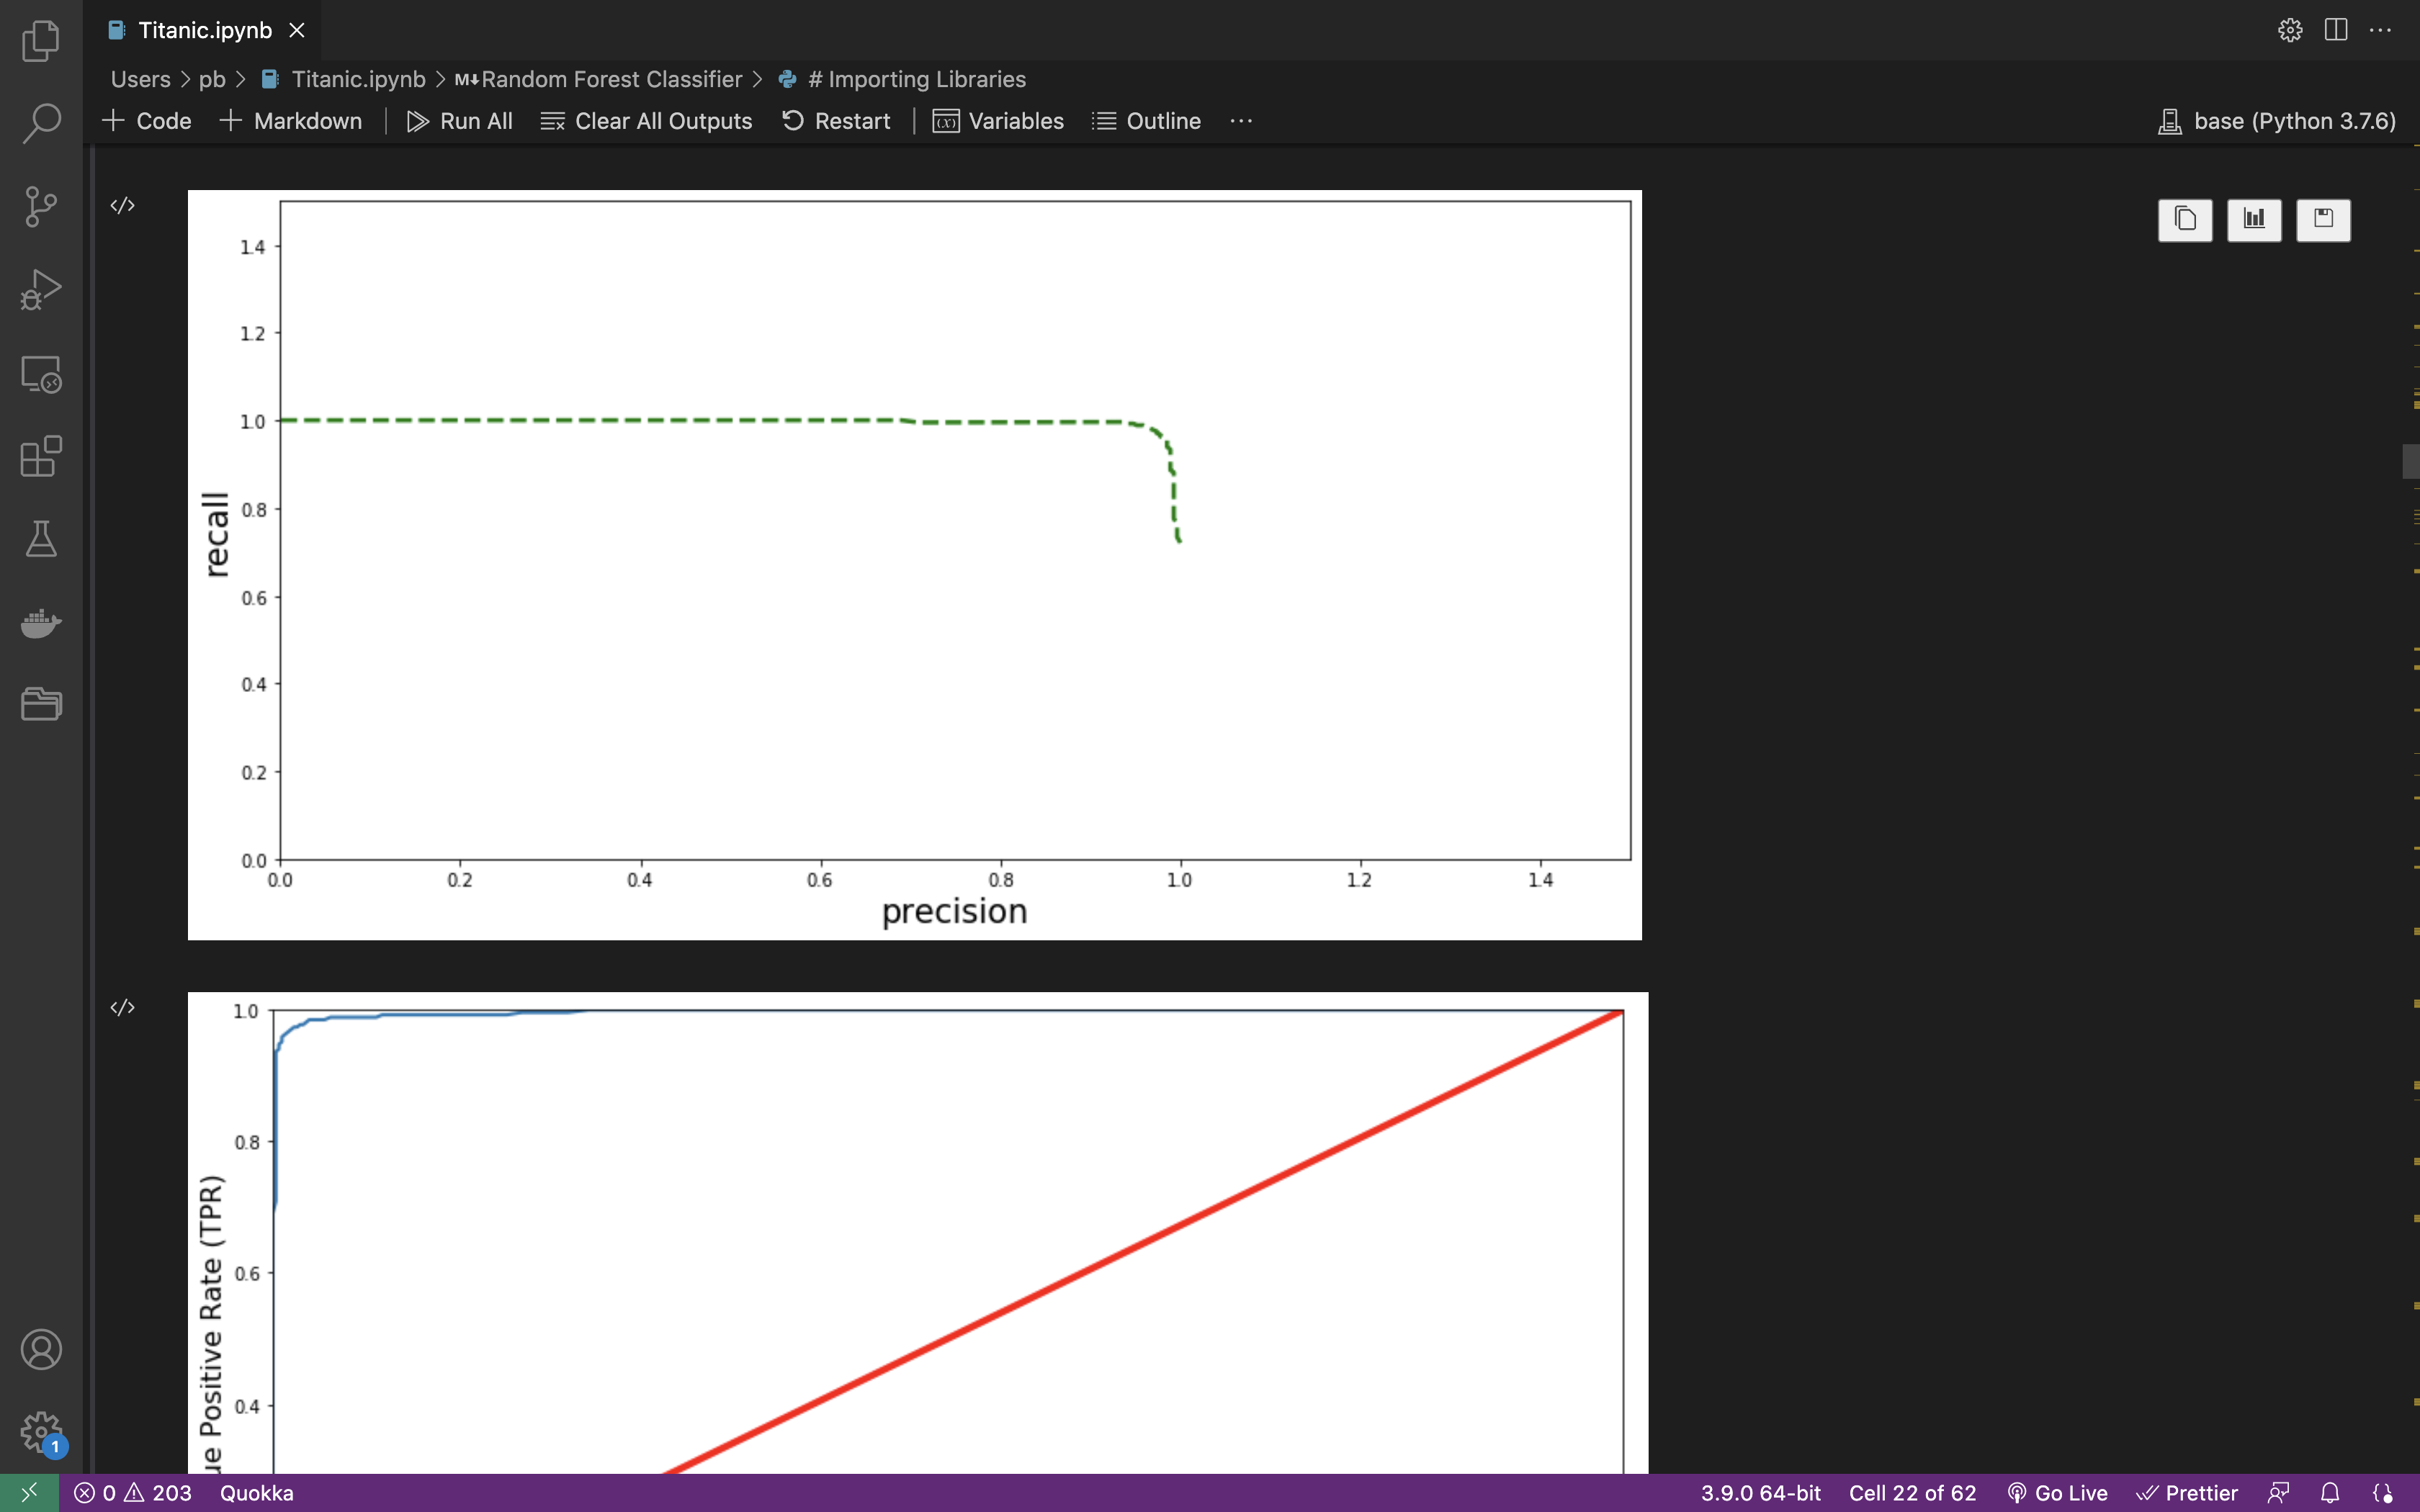 Titanic.ipynb
Users > pb > Titanic.ipynb > M↓ Random Forest Classifier > # Importing Libraries
+ Code + Markdown Run All Clear All Outputs Restart (x) Variables Outline ··· base (Python 3.7.6)
1.4
1.2
1.0
0.8
0.6
0.4
0.2
0.0
recall
0.0 0.2 0.4 0.6 0.8 1.0 1.2 1.4
precision
1.0
0.8
0.6
0.4
ue Positive Rate (TPR)
1
0 203 Quokka 3.9.0 64-bit Cell 22 of 62 Go Live Prettier